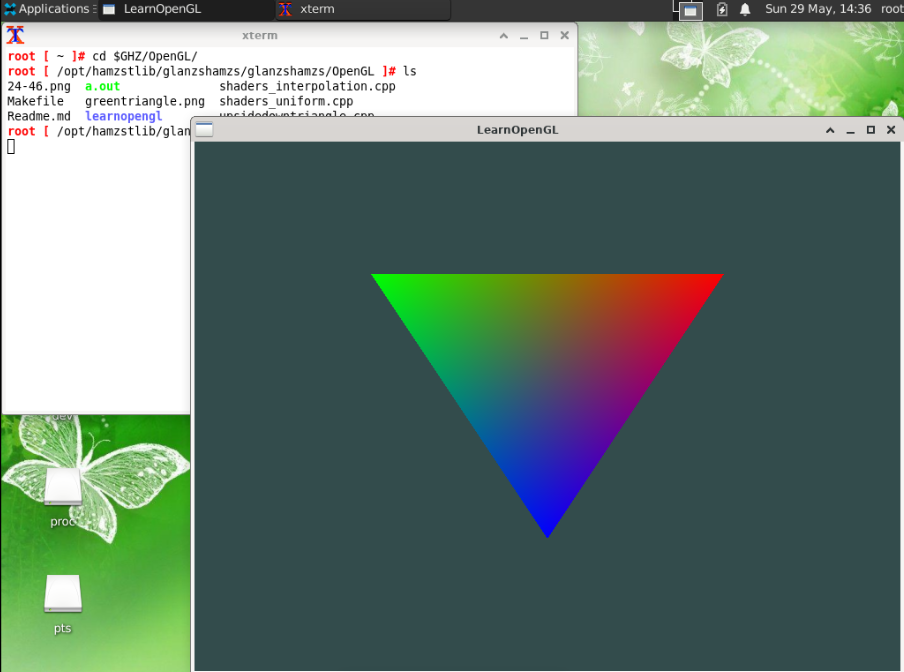 Applications LearnOpenGL xterm Sun 29 May, 14:36 root
xterm
root [ ~ ]# cd $GHZ/OpenGL/
root [ /opt/hamzstlib/glanzshamzs/glanzshamzs/OpenGL ]# ls
24-46.png a.out shaders_interpolation.cpp
Makefile greentriangle.png shaders_uniform.cpp
Readme.md learnopengl upsidedowntriangle.cpp
root [ /opt/hamzstlib/glan
LearnOpenGL
dev
proc
pts